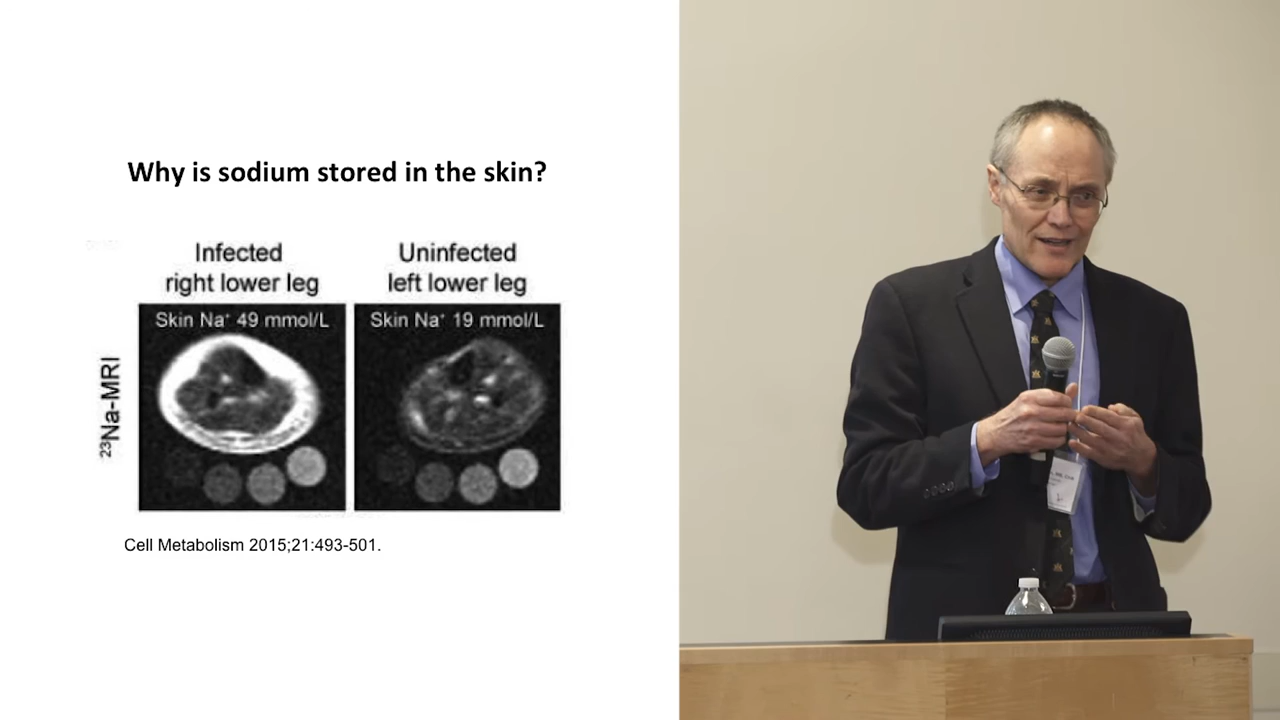 Why is sodium stored in the skin?
Infected
right lower leg
Uninfected
left lower leg
Skin Na⁺ 49 mmol/L
Skin Na⁺ 19 mmol/L
²³Na-MRI
Cell Metabolism 2015;21:493-501.